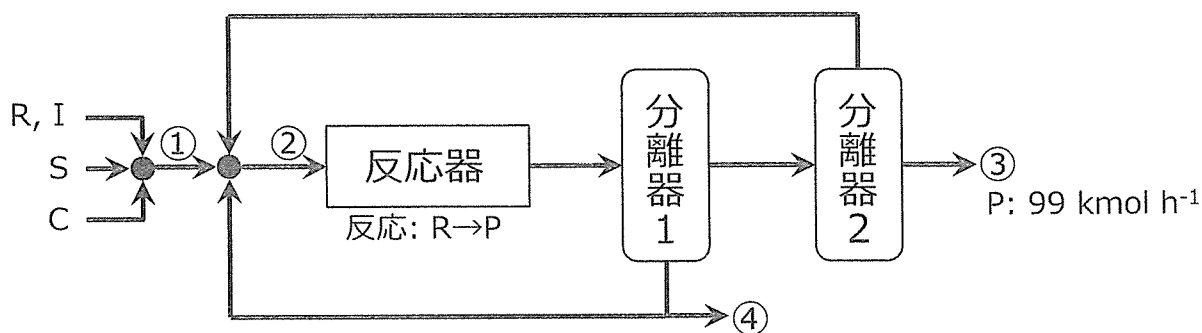 R, I
S
C
①
②
反応器
反応: R→P
分離器1
分離器2
③
P: 99 kmol h⁻¹
④